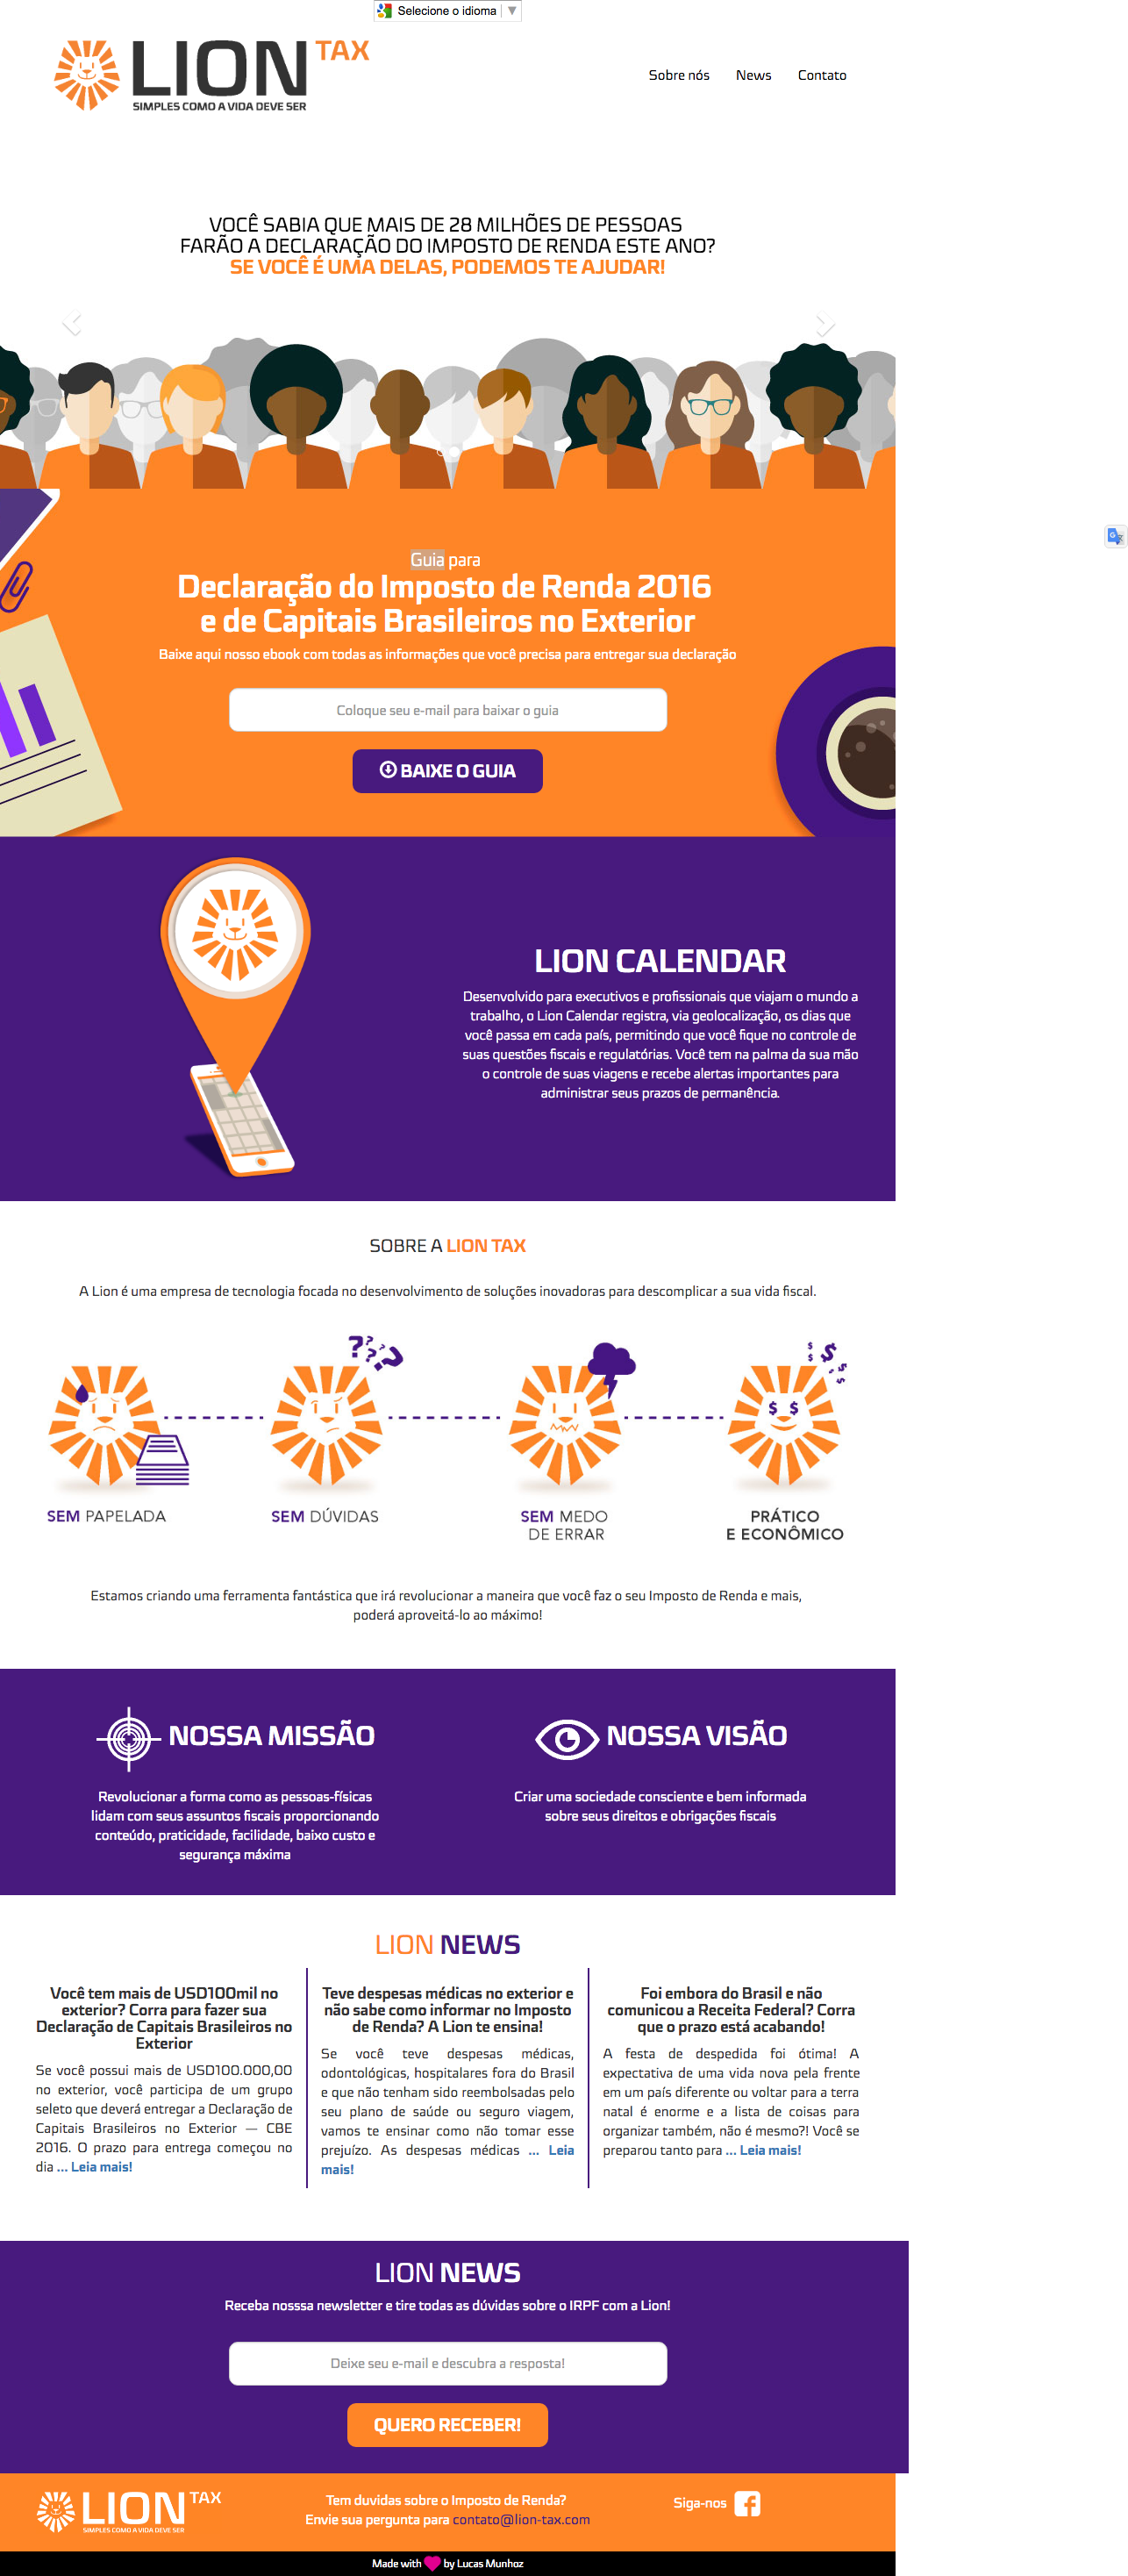 Selecione o idioma ▼
LION TAX
SIMPLES COMO A VIDA DEVE SER
Sobre nós News Contato
VOCÊ SABIA QUE MAIS DE 28 MILHÕES DE PESSOAS
FARÃO A DECLARAÇÃO DO IMPOSTO DE RENDA ESTE ANO?
SE VOCÊ É UMA DELAS, PODEMOS TE AJUDAR!
Guia para
Declaração do Imposto de Renda 2016
e de Capitais Brasileiros no Exterior
Baixe aqui nosso ebook com todas as informações que você precisa para entregar sua declaração
Coloque seu e-mail para baixar o guia
BAIXE O GUIA
LION CALENDAR
Desenvolvido para executivos e profissionais que viajam o mundo a
trabalho, o Lion Calendar registra, via geolocalização, os dias que
você passa em cada país, permitindo que você fique no controle de
suas questões fiscais e regulatórias. Você tem na palma da sua mão
o controle de suas viagens e recebe alertas importantes para
administrar seus prazos de permanência.
SOBRE A LION TAX
A Lion é uma empresa de tecnologia focada no desenvolvimento de soluções inovadoras para descomplicar a sua vida fiscal.
? ? ? ?
$ $ $ $ $
$ $
SEM PAPELADA
SEM DÚVIDAS
SEM MEDO
DE ERRAR
PRÁTICO
E ECONÔMICO
Estamos criando uma ferramenta fantástica que irá revolucionar a maneira que você faz o seu Imposto de Renda e mais,
poderá aproveitá-lo ao máximo!
NOSSA MISSÃO
Revolucionar a forma como as pessoas-físicas
lidam com seus assuntos fiscais proporcionando
conteúdo, praticidade, facilidade, baixo custo e
segurança máxima
NOSSA VISÃO
Criar uma sociedade consciente e bem informada
sobre seus direitos e obrigações fiscais
LION NEWS
Você tem mais de USD100mil no
exterior? Corra para fazer sua
Declaração de Capitais Brasileiros no
Exterior
Se você possui mais de USD100.000,00
no exterior, você participa de um grupo
seleto que deverá entregar a Declaração de
Capitais Brasileiros no Exterior — CBE
2016. O prazo para entrega começou no
dia ... Leia mais!
Teve despesas médicas no exterior e
não sabe como informar no Imposto
de Renda? A Lion te ensina!
Se você teve despesas médicas,
odontológicas, hospitalares fora do Brasil
e que não tenham sido reembolsadas pelo
seu plano de saúde ou seguro viagem,
vamos te ensinar como não tomar esse
prejuízo. As despesas médicas ... Leia
mais!
Foi embora do Brasil e não
comunicou a Receita Federal? Corra
que o prazo está acabando!
A festa de despedida foi ótima! A
expectativa de uma vida nova pela frente
em um país diferente ou voltar para a terra
natal é enorme e a lista de coisas para
organizar também, não é mesmo?! Você se
preparou tanto para ... Leia mais!
LION NEWS
Receba nosssa newsletter e tire todas as dúvidas sobre o IRPF com a Lion!
Deixe seu e-mail e descubra a resposta!
QUERO RECEBER!
LION TAX
SIMPLES COMO A VIDA DEVE SER
Tem duvidas sobre o Imposto de Renda?
Envie sua pergunta para contato@lion-tax.com
Siga-nos
Made with by Lucas Munhoz